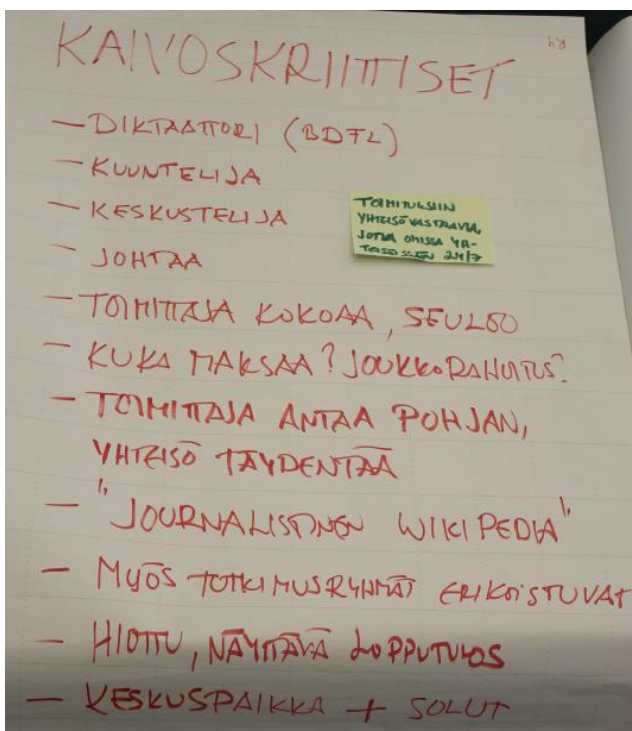 KAIVOSKRIITTISET
— DIKTAATTORI (BDFL)
— KUUNTELIJA
— KESKUSTELIJA
— JOHTAA
— TOIMITTAJA KOKOAA, SEULOO
— KUKA MAKSAA? JOUKKORAHOITUS?
— TOIMITTAJA ANTAA POHJAN,
YHTEISÖ TÄYDENTÄÄ
— "JOURNALISTINEN WIKIPEDIA"
— MYÖS TUTKIMUSRYHMÄT ERIKOISTUVAT
— HIOTTU, NÄYTTÄVÄ LOPPUTULOS
— KESKUSPAIKKA + SOLUT
TOIMITUKSIIN
YHTEISÖVASTAAVIA,
JOTKA OMISSA YH-
TEISÖISSÄÄN 24/7